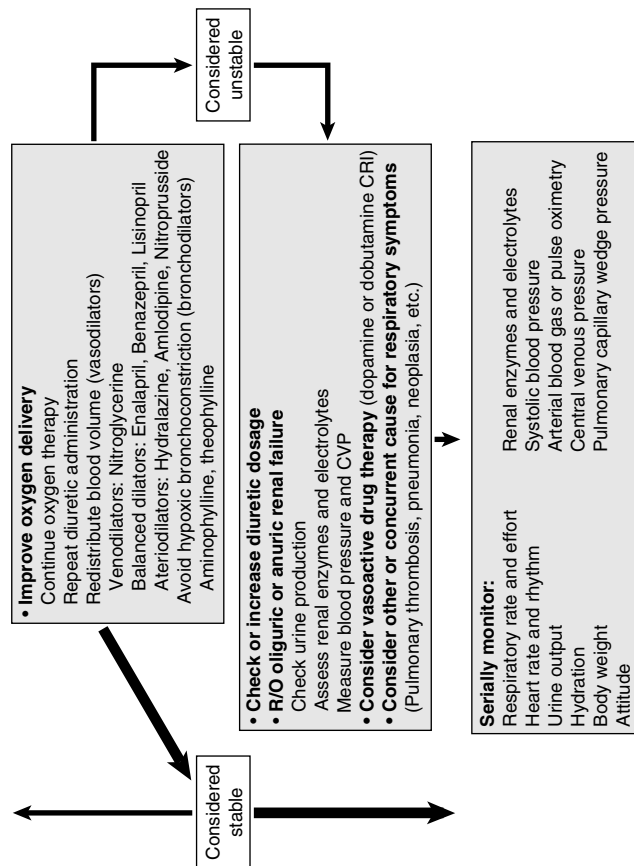 • Improve oxygen delivery
Continue oxygen therapy
Repeat diuretic administration
Redistribute blood volume (vasodilators)
Venodilators: Nitroglycerine
Balanced dilators: Enalapril, Benazepril, Lisinopril
Ateriodilators: Hydralazine, Amlodipine, Nitroprusside
Avoid hypoxic bronchoconstriction (bronchodilators)
Aminophylline, theophylline
Considered
stable
Considered
unstable
• Check or increase diuretic dosage
• R/O oliguric or anuric renal failure
Check urine production
Assess renal enzymes and electrolytes
Measure blood pressure and CVP
• Consider vasoactive drug therapy (dopamine or dobutamine CRI)
• Consider other or concurrent cause for respiratory symptoms
(Pulmonary thrombosis, pneumonia, neoplasia, etc.)
Serially monitor:
Respiratory rate and effort
Heart rate and rhythm
Urine output
Hydration
Body weight
Attitude
Renal enzymes and electrolytes
Systolic blood pressure
Arterial blood gas or pulse oximetry
Central venous pressure
Pulmonary capillary wedge pressure